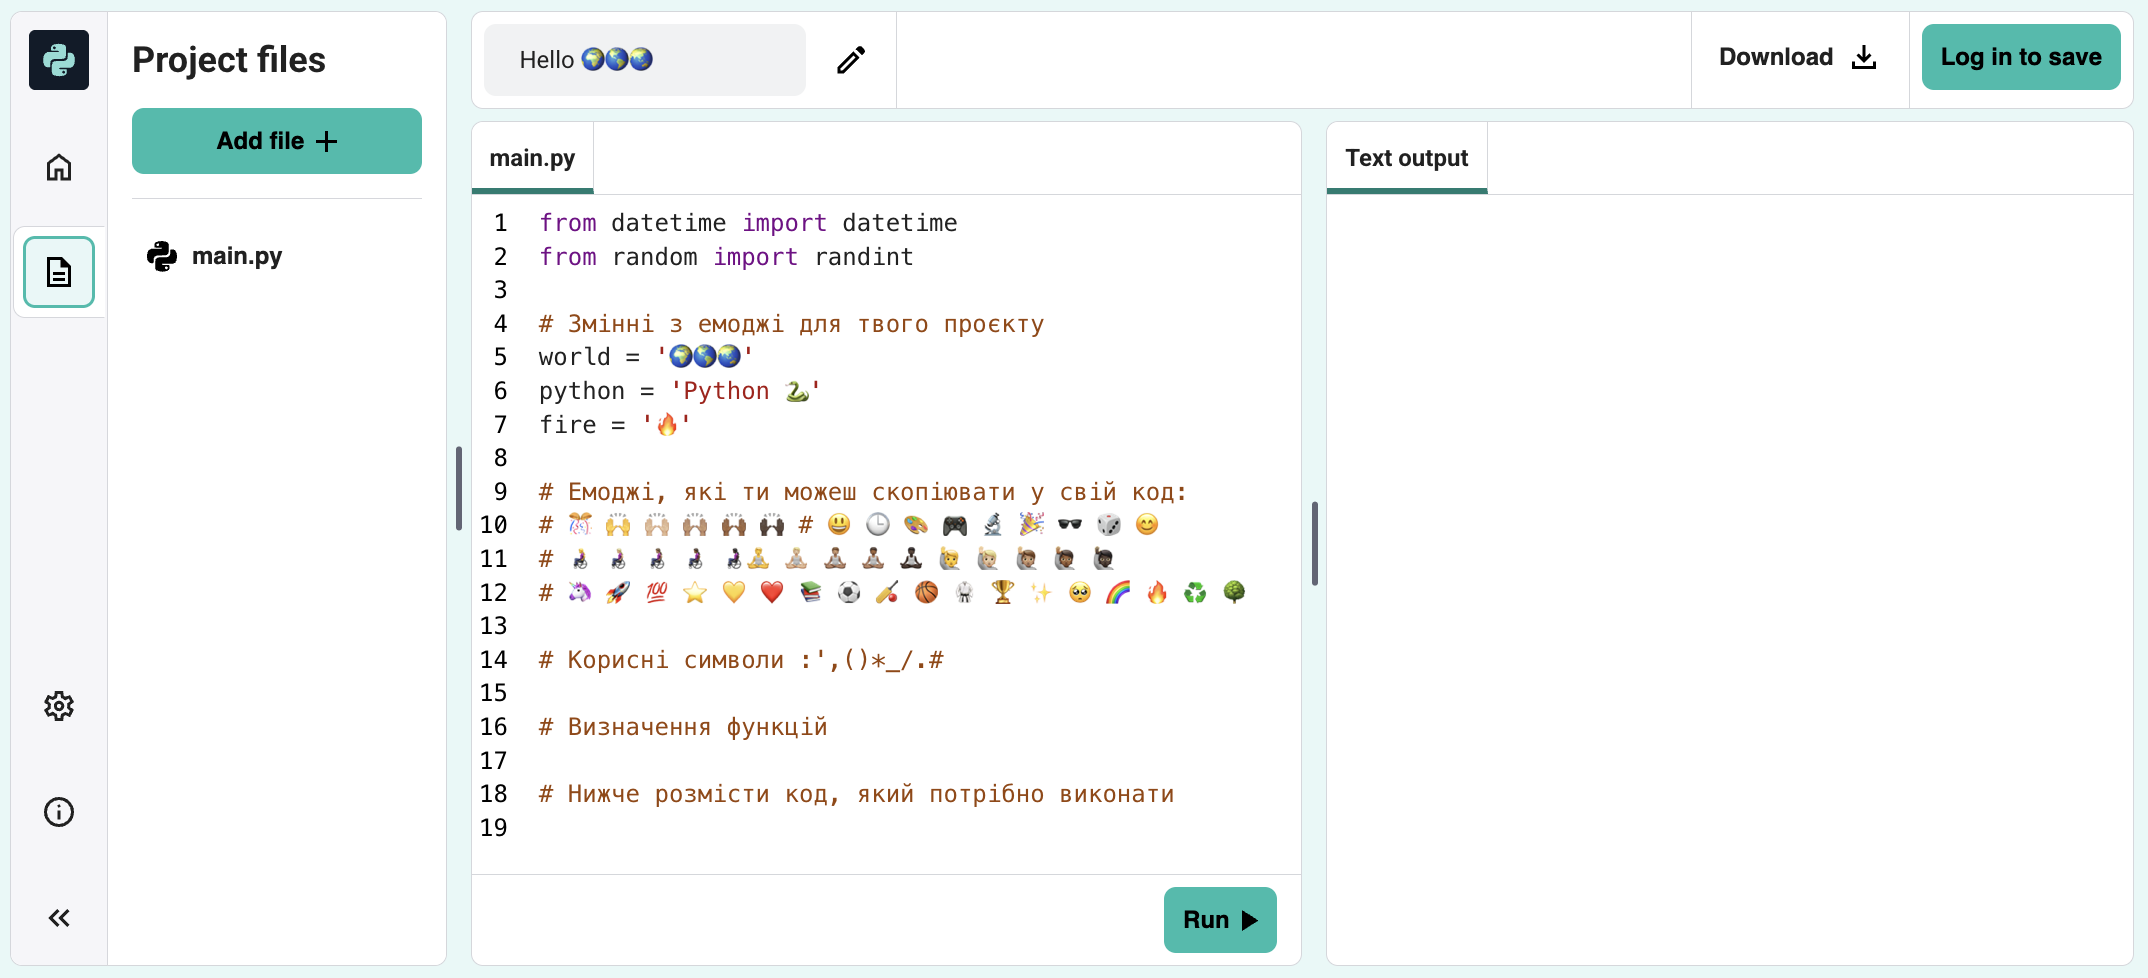 Project files
Add file +
main.py
Hello 🌍🌎🌏
Download
Log in to save
main.py
1 from datetime import datetime
2 from random import randint
3
4 # Змінні з емоджі для твого проєкту
5 world = '🌍🌎🌏'
6 python = 'Python 🐍'
7 fire = '🔥'
8
9 # Емоджі, які ти можеш скопіювати у свій код:
10 # 🎊 🙌 🙌🏼 🙌🏽 🙌🏾 🙌🏿 # 😃 🕒 🎨 🎮 🔬 🎉 🕶️ 🎲 😊
11 # 👩‍🦽 👩🏼‍🦽 👩🏽‍🦽 👩🏾‍🦽 👩🏿‍🦽🧘 🧘🏼 🧘🏽 🧘🏾 🧘🏿 🙋 🙋🏼 🙋🏽 🙋🏾 🙋🏿
12 # 🦄 🚀 💯 ⭐ 💛 ❤️ 📚 ⚽ 🏏 🏀 🥋 🏆 ✨ 🥺 🌈 🔥 ♻️ 🌳
13
14 # Корисні символи :',()*_/.#
15
16 # Визначення функцій
17
18 # Нижче розмісти код, який потрібно виконати
19
Run
Text output